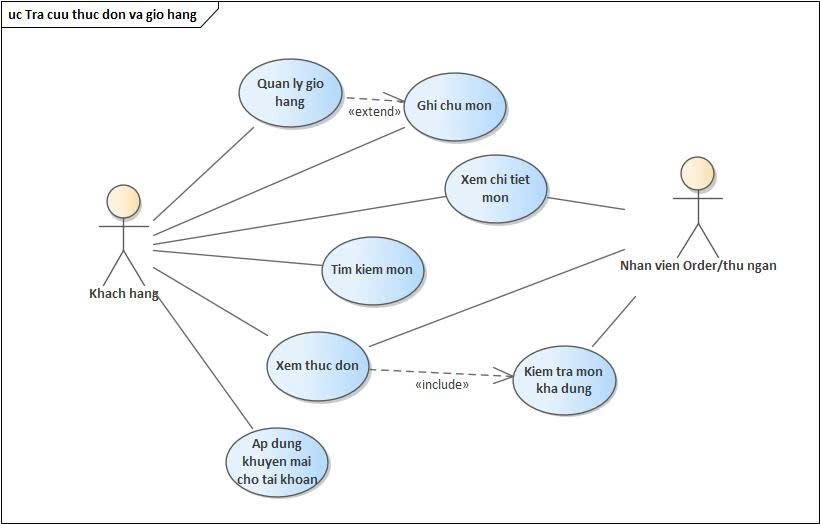 uc Tra cuu thuc don va gio hang
Quan ly gio
hang
«extend»
Ghi chu mon
Xem chi tiet
mon
Khach hang
Tim kiem mon
Nhan vien Order/thu ngan
Xem thuc don
«include»
Kiem tra mon
kha dung
Ap dung
khuyen mai
cho tai khoan